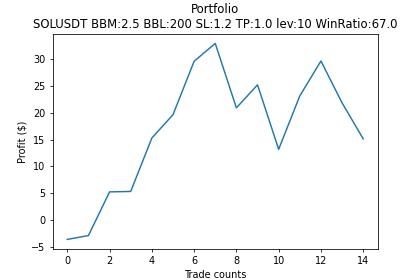 Portfolio
SOLUSDT BBM:2.5 BBL:200 SL:1.2 TP:1.0 lev:10 WinRatio:67.0
30
25
20
15
10
5
0
−5
Profit ($)
0 2 4 6 8 10 12 14
Trade counts